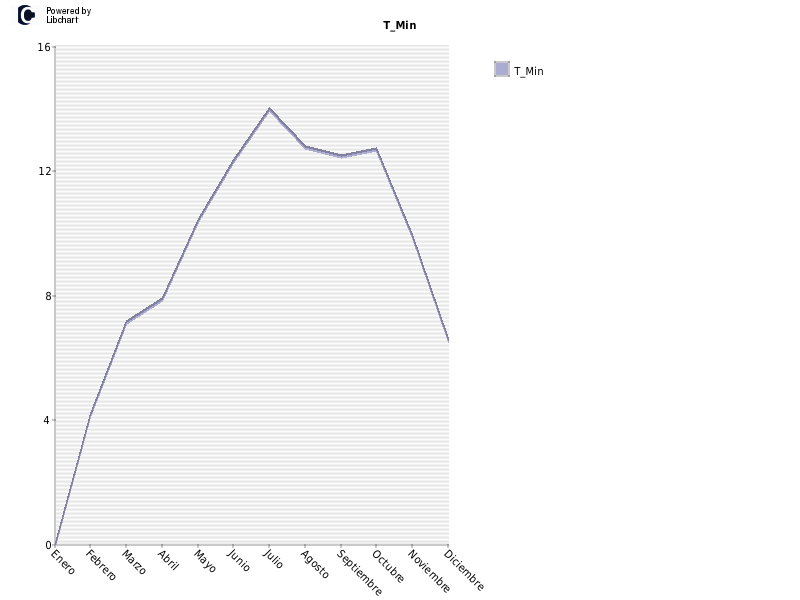 Powered by
Libchart
T_Min
T_Min
16
12
8
4
0
Enero
Febrero
Marzo
Abril
Mayo
Junio
Julio
Agosto
Septiembre
Octubre
Noviembre
Diciembre